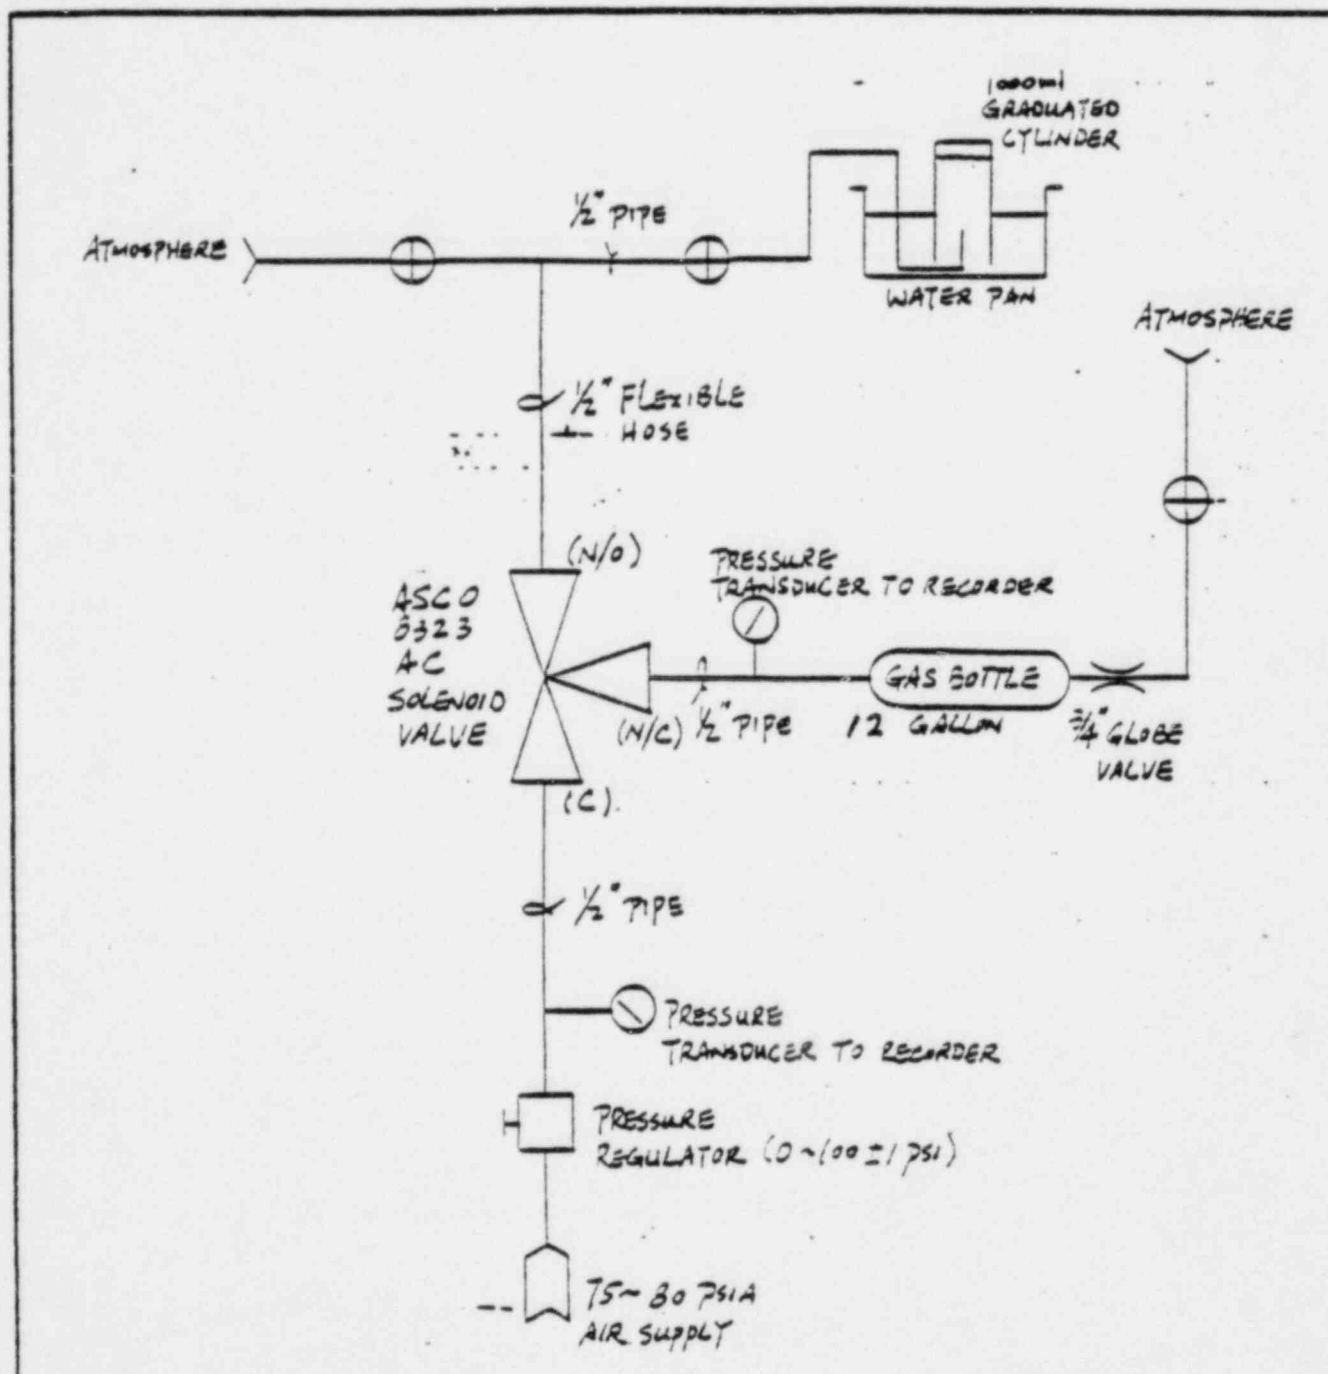 1000ml
GRADUATED
CYLINDER
1/2" PIPE
ATMOSPHERE
WATER PAN
ATMOSPHERE
1/2" FLEXIBLE
HOSE
(N/O)
PRESSURE
TRANSDUCER TO RECORDER
ASCO
8323
AC
SOLENOID
VALVE
GAS BOTTLE
(N/C)
1/2" PIPE
12 GALLON
3/4" GLOBE
VALVE
(C)
1/2" PIPE
PRESSURE
TRANSDUCER TO RECORDER
PRESSURE
REGULATOR (0~100±1 PSI)
75~80 PSIA
AIR SUPPLY